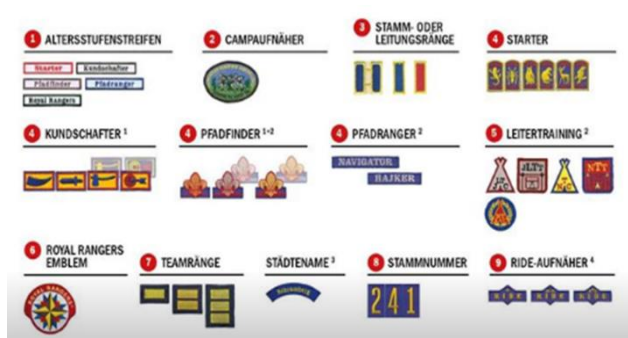 1 ALTERSSTUFENSTREIFEN
Starter Kundschafter
Pfadfinder Pfadranger
Royal Rangers
2 CAMPAUFNÄHER
3 STAMM- ODER
LEITUNGSRÄNGE
4 STARTER
4 KUNDSCHAFTER ¹
4 PFADFINDER ¹⁺²
4 PFADRANGER ²
NAVIGATOR
HAJKER
5 LEITERTRAINING ²
JLTT
NTT
6 ROYAL RANGERS
EMBLEM
ROYAL RANGERS
7 TEAMRÄNGE
STÄDTENAME ³
8 STAMMNUMMER
241
9 RIDE-AUFNÄHER ⁴
RIDE RIDE RIDE